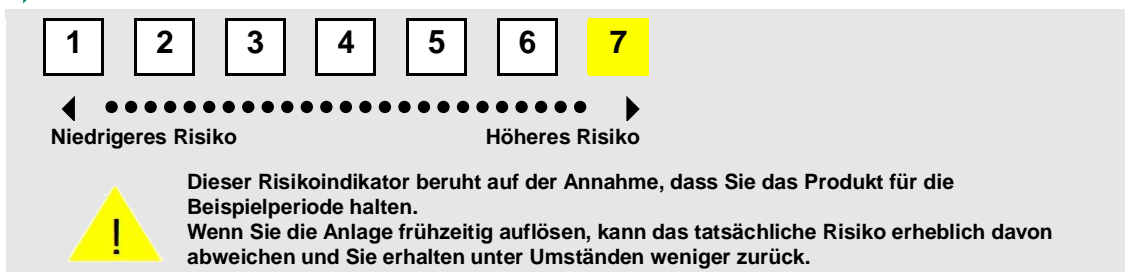 1 2 3 4 5 6 7
Niedrigeres Risiko Höheres Risiko
Dieser Risikoindikator beruht auf der Annahme, dass Sie das Produkt für die
Beispielperiode halten.
! Wenn Sie die Anlage frühzeitig auflösen, kann das tatsächliche Risiko erheblich davon
abweichen und Sie erhalten unter Umständen weniger zurück.